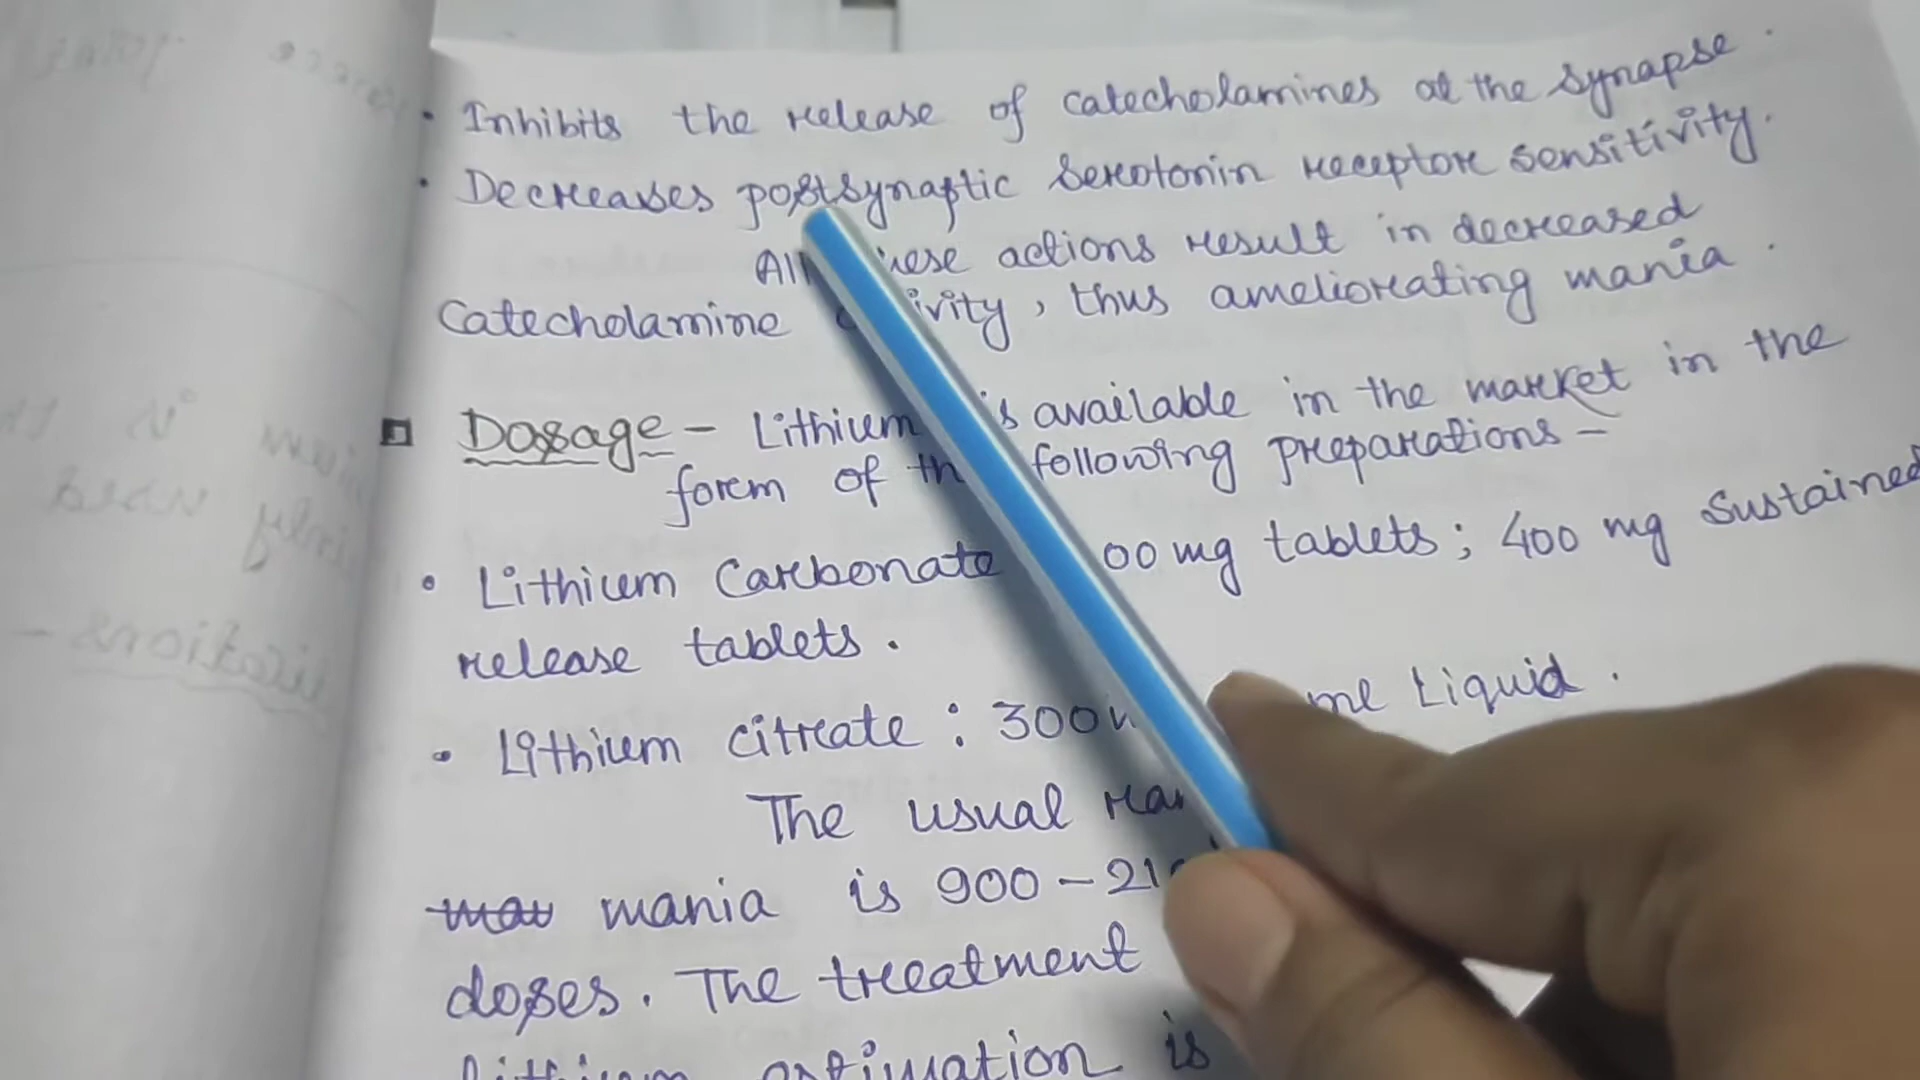 • Inhibits the release of catecholamines at the synapse.
• Decreases postsynaptic serotonin receptor sensitivity.
All these actions result in decreased
Catecholamine, thus ameliorating mania.
Dosage - Lithium is available in the market in the
form of the following preparations -
• Lithium Carbonate 00 mg tablets; 400 mg Sustained
release tablets.
• Lithium citrate : 300 ml Liquid.
The usual
mania is 900 - 21
doses. The treatment
is